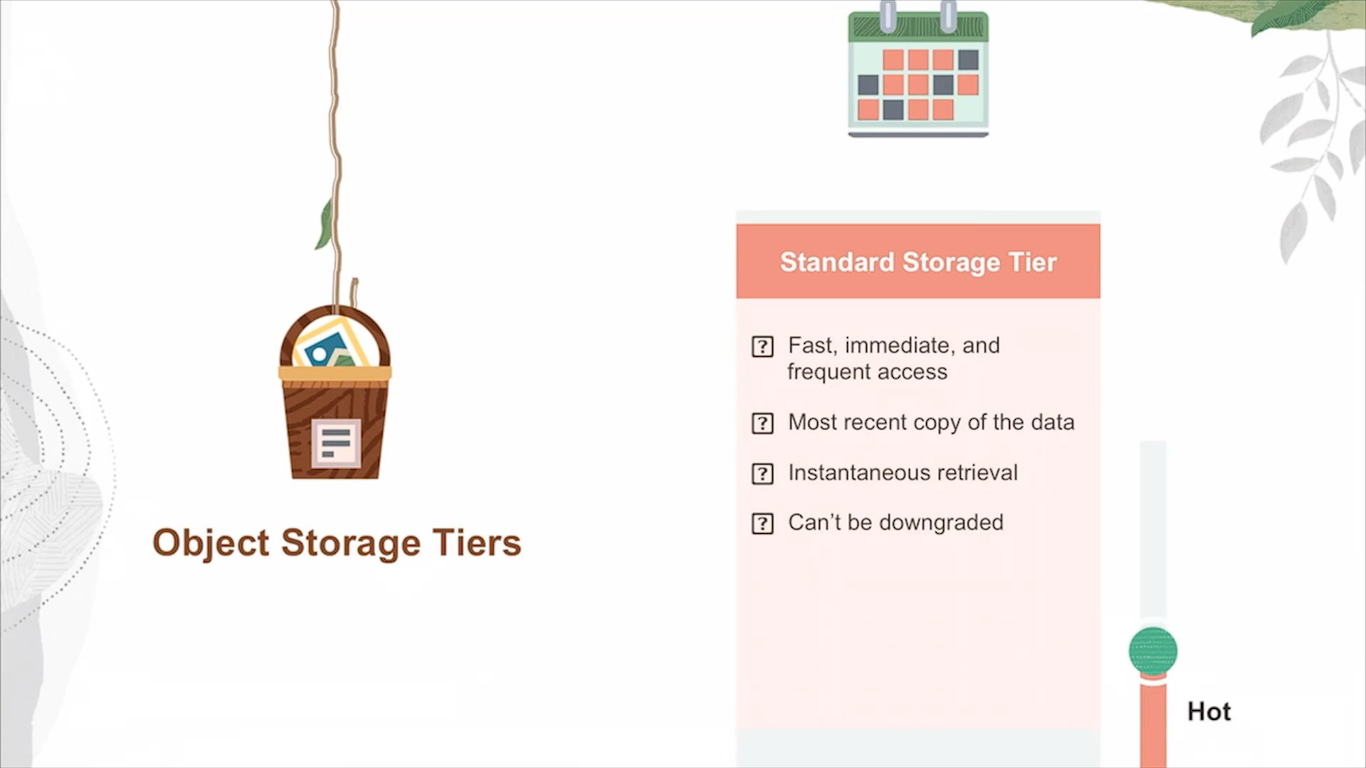 Object Storage Tiers
Standard Storage Tier
? Fast, immediate, and
frequent access
? Most recent copy of the data
? Instantaneous retrieval
? Can’t be downgraded
Hot